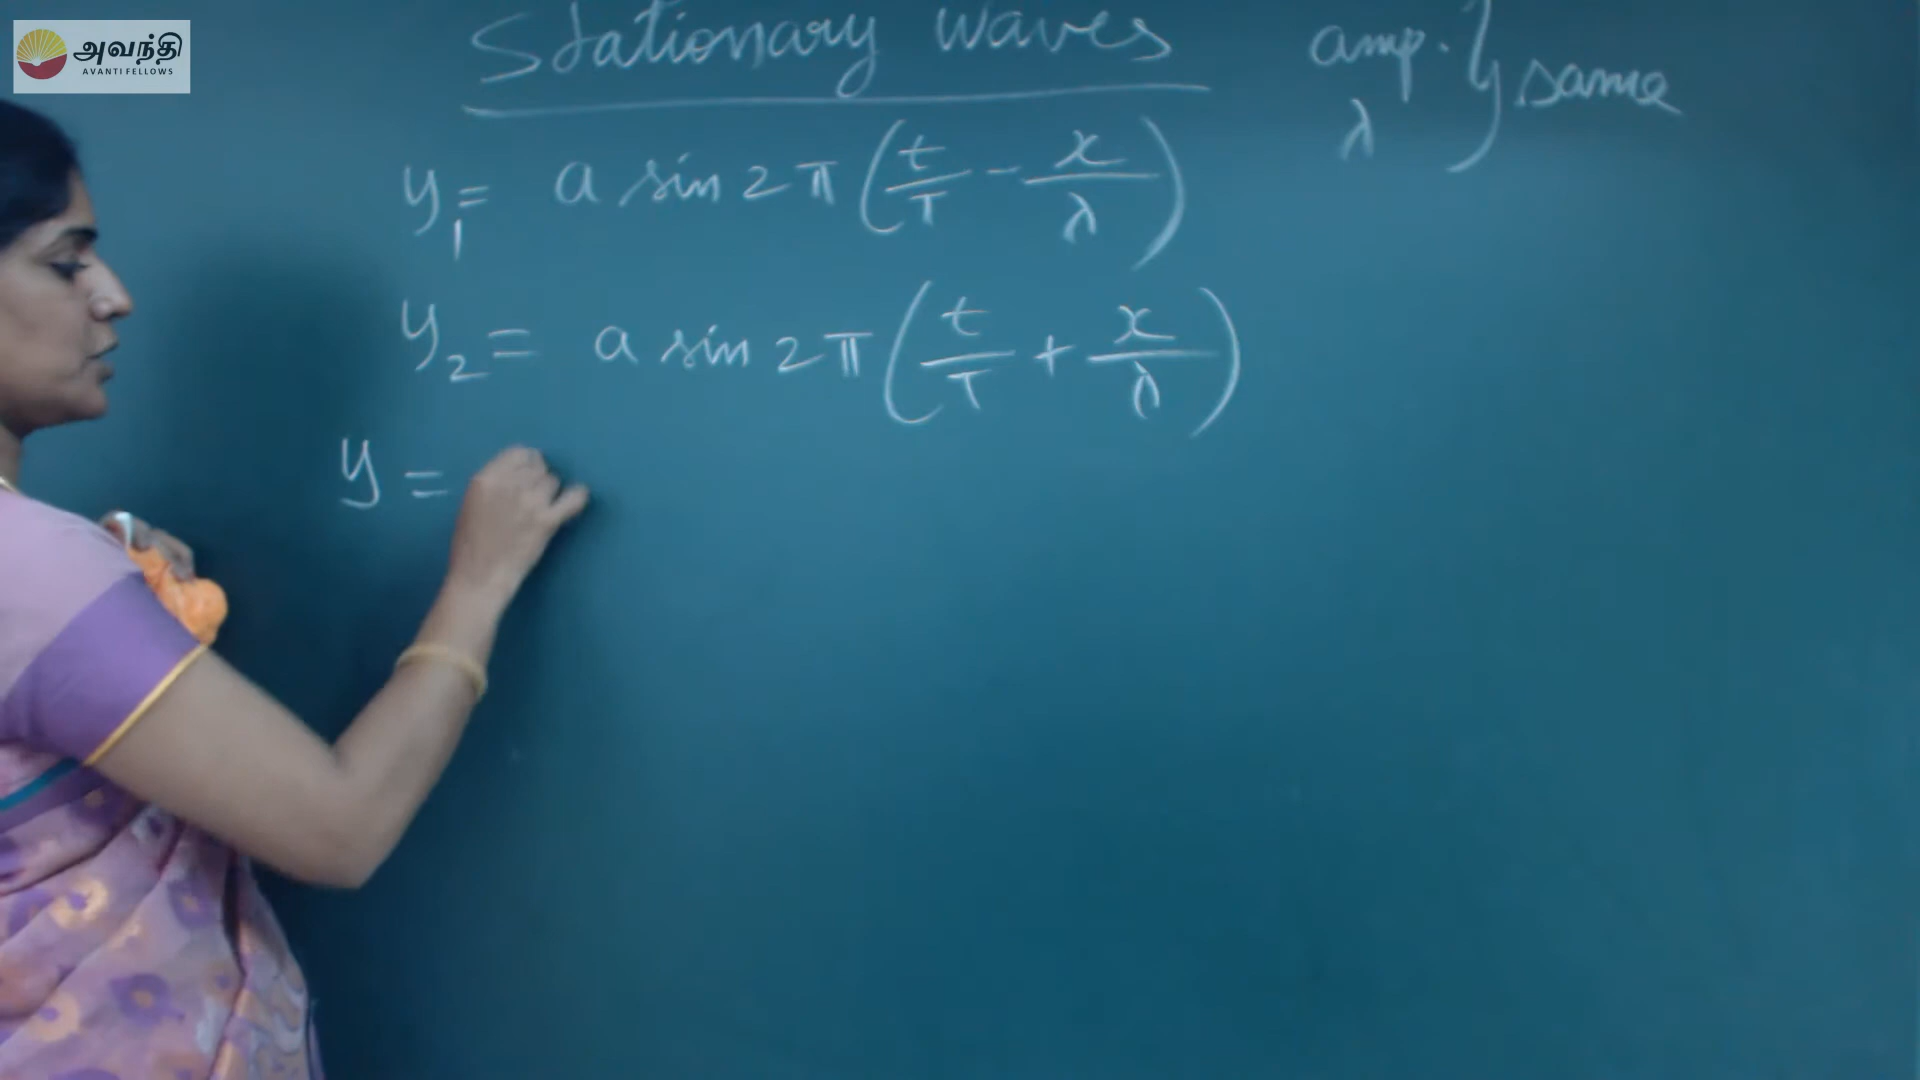 அவந்தி
AVANTI FELLOWS
Stationary waves
amp. } same
λ
y₁ = a sin 2π (t/T - x/λ)
y₂ = a sin 2π (t/T + x/λ)
y =